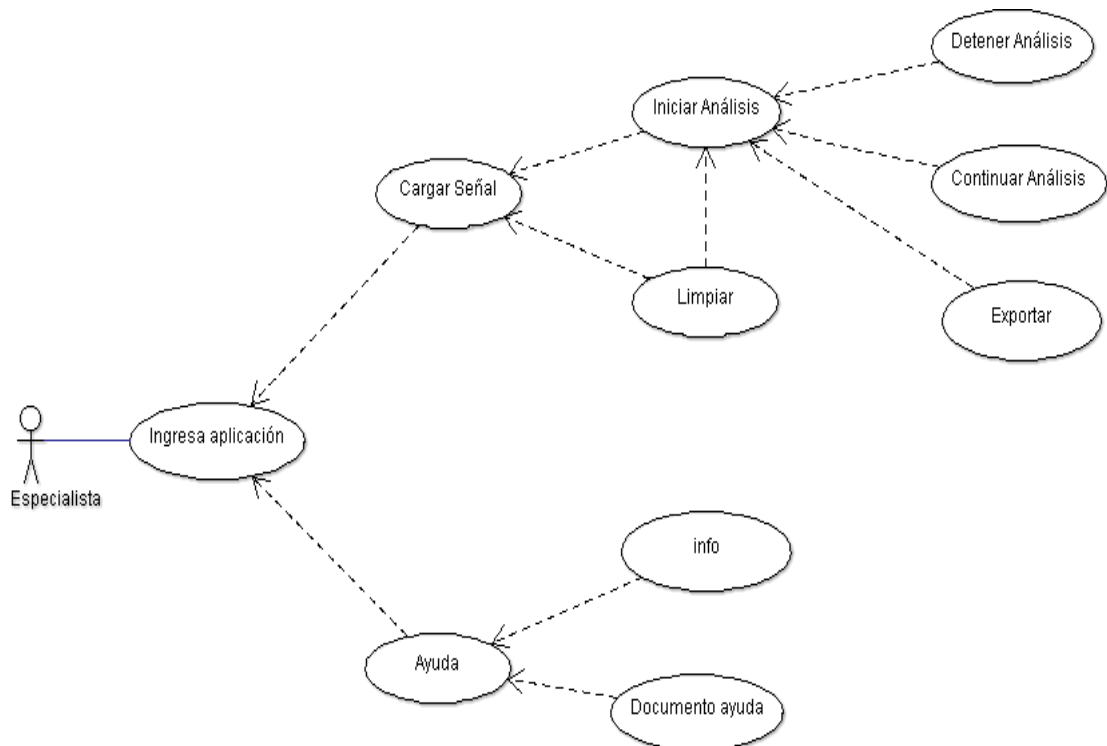 Detener Análisis
Iniciar Análisis
Continuar Análisis
Cargar Señal
Limpiar
Exportar
Ingresa aplicación
Especialista
info
Ayuda
Documento ayuda